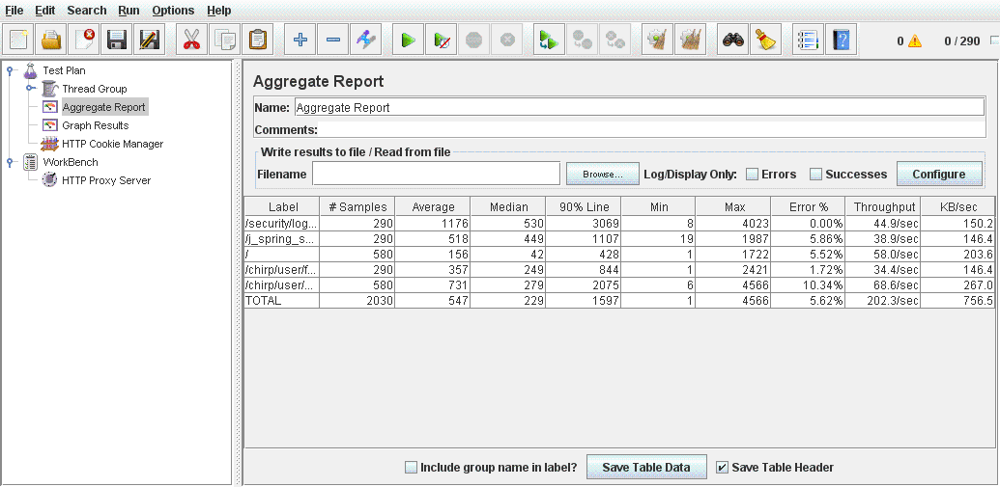 File Edit Search Run Options Help
0 0 / 290
Test Plan
Thread Group
Aggregate Report
Graph Results
HTTP Cookie Manager
WorkBench
HTTP Proxy Server
Aggregate Report
Name: Aggregate Report
Comments:
Write results to file / Read from file
Filename Browse... Log/Display Only: Errors Successes Configure
Label # Samples Average Median 90% Line Min Max Error % Throughput KB/sec
/security/log... 290 1176 530 3069 8 4023 0.00% 44.9/sec 150.2
/j_spring_s... 290 518 449 1107 19 1987 5.86% 38.9/sec 146.4
/ 580 156 42 428 1 1722 5.52% 58.0/sec 203.6
/chirp/user/f... 290 357 249 844 1 2421 1.72% 34.4/sec 146.4
/chirp/user/... 580 731 279 2075 6 4566 10.34% 68.6/sec 267.0
TOTAL 2030 547 229 1597 1 4566 5.62% 202.3/sec 756.5
Include group name in label? Save Table Data Save Table Header